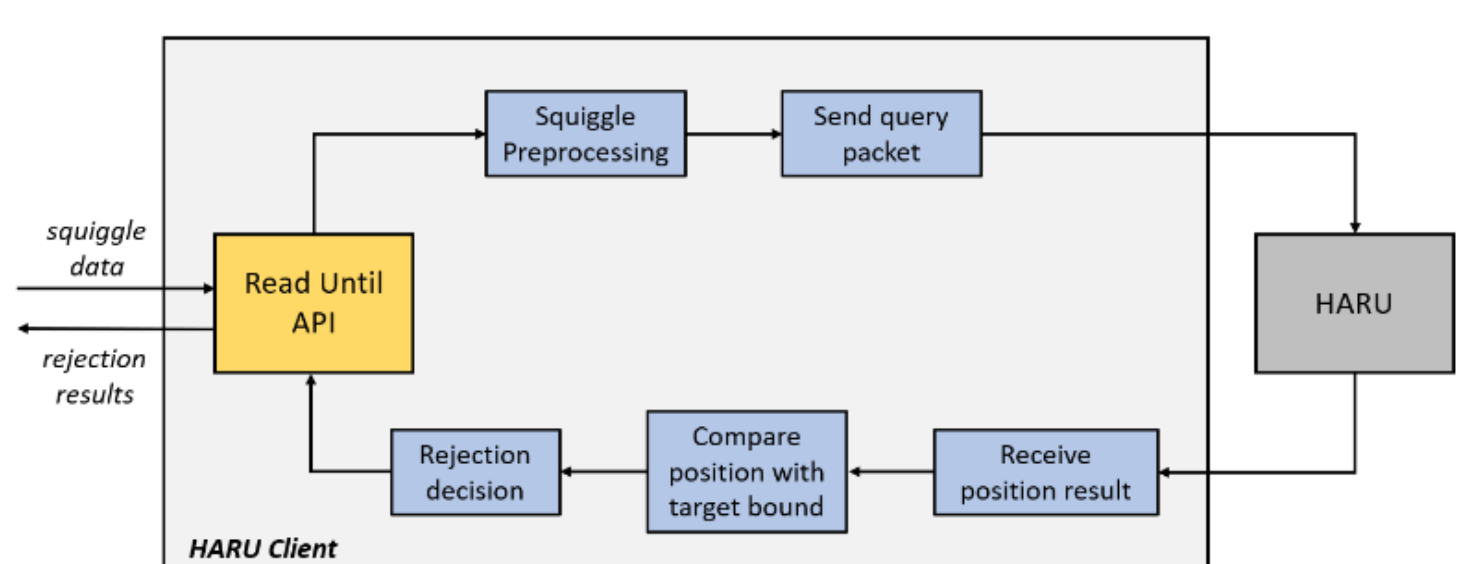 Squiggle
Preprocessing
Send query
packet
squiggle
data
Read Until
API
HARU
rejection
results
Rejection
decision
Compare
position with
target bound
Receive
position result
HARU Client